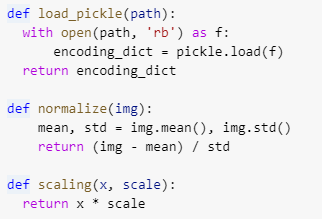 def load_pickle(path):
  with open(path, 'rb') as f:
      encoding_dict = pickle.load(f)
  return encoding_dict

def normalize(img):
    mean, std = img.mean(), img.std()
    return (img - mean) / std

def scaling(x, scale):
  return x * scale